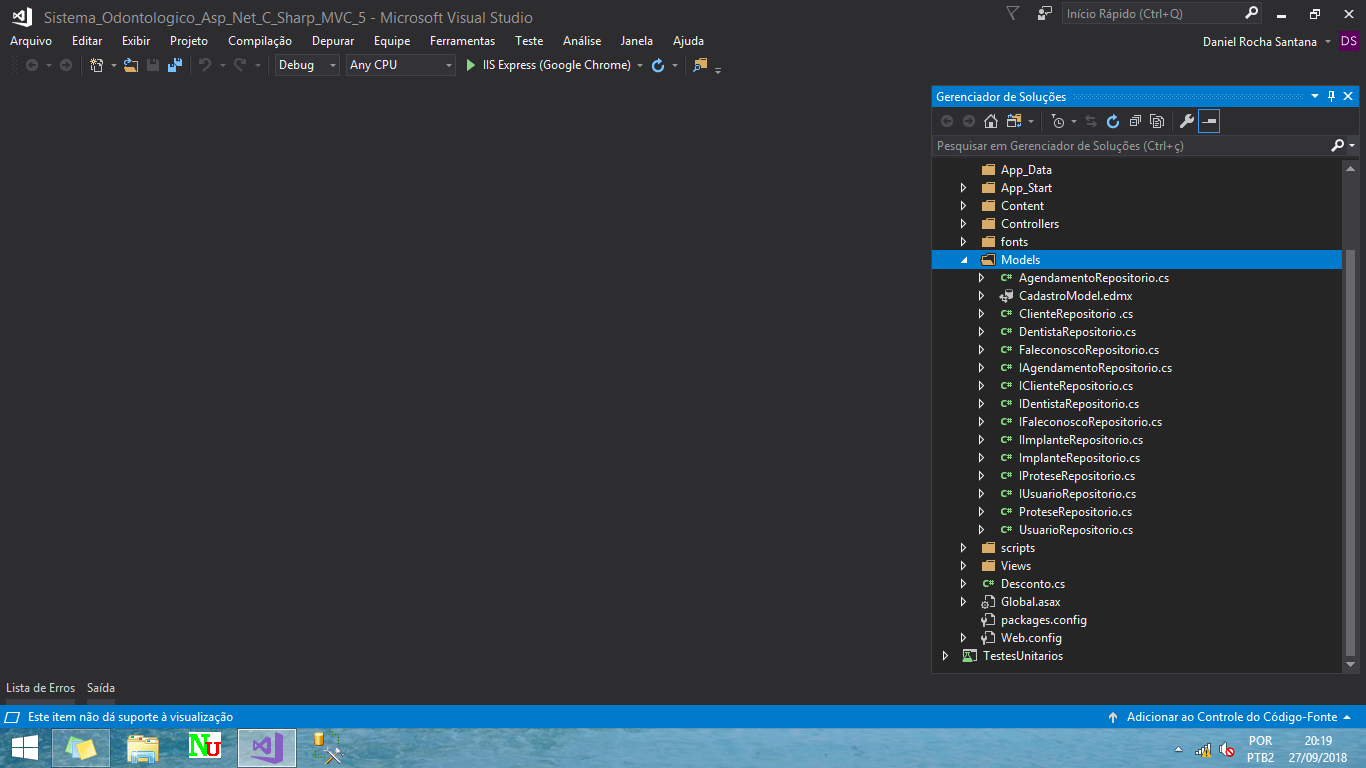 Sistema_Odontologico_Asp_Net_C_Sharp_MVC_5 - Microsoft Visual Studio
Início Rápido (Ctrl+Q)
Arquivo Editar Exibir Projeto Compilação Depurar Equipe Ferramentas Teste Análise Janela Ajuda
Daniel Rocha Santana DS
Debug Any CPU IIS Express (Google Chrome)
Gerenciador de Soluções
Pesquisar em Gerenciador de Soluções (Ctrl+ç)
App_Data
App_Start
Content
Controllers
fonts
Models
C# AgendamentoRepositorio.cs
CadastroModel.edmx
C# ClienteRepositorio .cs
C# DentistaRepositorio.cs
C# FaleconoscoRepositorio.cs
C# IAgendamentoRepositorio.cs
C# IClienteRepositorio.cs
C# IDentistaRepositorio.cs
C# IFaleconoscoRepositorio.cs
C# IImplanteRepositorio.cs
C# ImplanteRepositorio.cs
C# IProteseRepositorio.cs
C# IUsuarioRepositorio.cs
C# ProteseRepositorio.cs
C# UsuarioRepositorio.cs
scripts
Views
C# Desconto.cs
Global.asax
packages.config
Web.config
TestesUnitarios
Lista de Erros Saída
Este item não dá suporte à visualização
Adicionar ao Controle do Código-Fonte
NU
POR
PTB2
20:19
27/09/2018